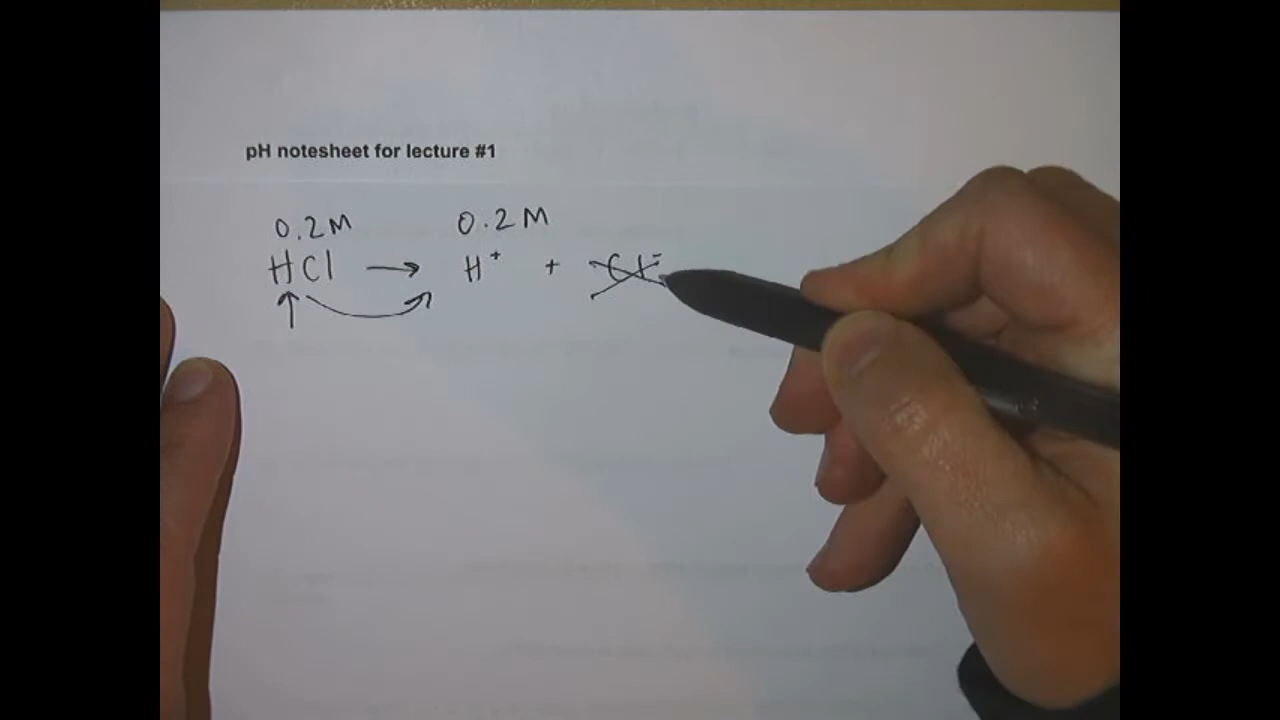 pH notesheet for lecture #1
0.2M 0.2M
HCl → H⁺ + Cl⁻